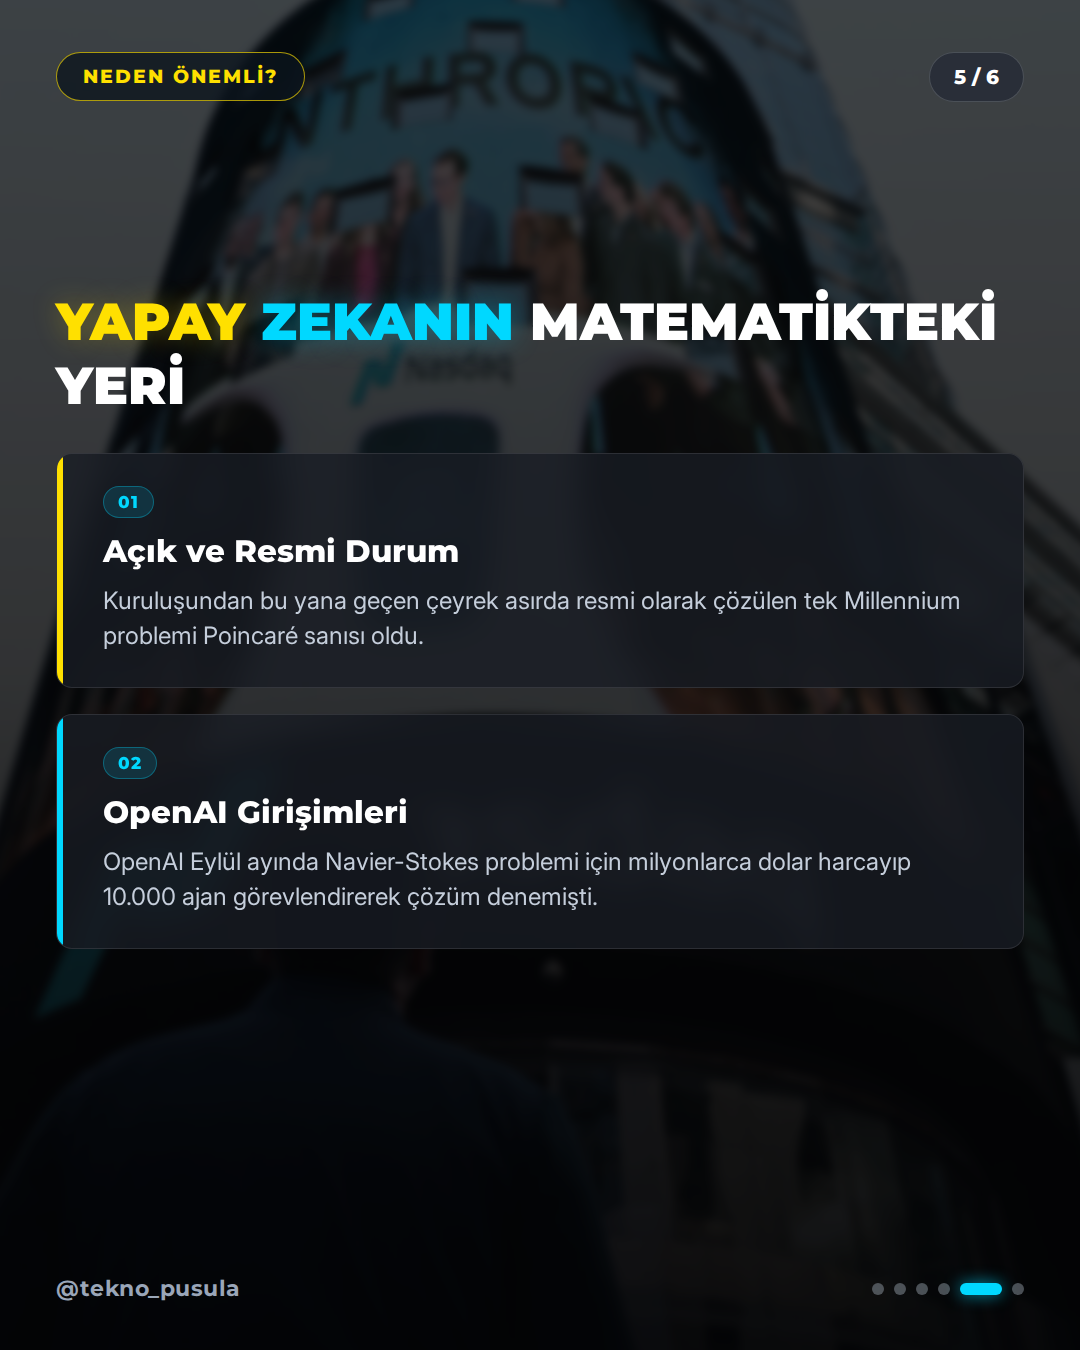 NEDEN ÖNEMLİ?
5 / 6
ANTHROPIC
YAPAY ZEKANIN MATEMATİKTEKİ
YERİ
Nasdaq
01
Açık ve Resmi Durum
Kuruluşundan bu yana geçen çeyrek asırda resmi olarak çözülen tek Millennium
problemi Poincaré sanısı oldu.
02
OpenAI Girişimleri
OpenAI Eylül ayında Navier-Stokes problemi için milyonlarca dolar harcayıp
10.000 ajan görevlendirerek çözüm denemişti.
@tekno_pusula